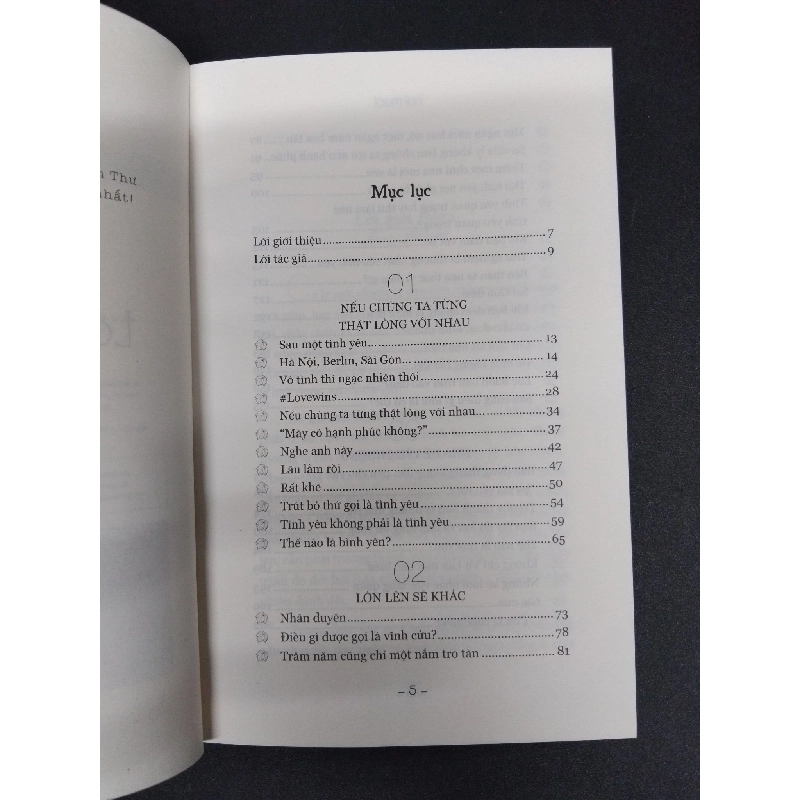 Thư
nhất!
Mục lục
Lời giới thiệu 7
Lời tác giả 9
01
NẾU CHÚNG TA TỪNG
THẬT LÒNG VỚI NHAU
Sau một tình yêu 13
Hà Nội, Berlin, Sài Gòn... 14
Vô tình thì ngạc nhiên thôi 24
#Lovewins 28
Nếu chúng ta từng thật lòng với nhau... 34
“Mày có hạnh phúc không?” 37
Nghe anh này 42
Lâu lắm rồi 47
Rất khẽ 50
Trút bỏ thứ gọi là tình yêu 54
Tình yêu không phải là tình yêu 59
Thế nào là bình yên? 65
02
LỚN LÊN SẼ KHÁC
Nhân duyên 73
Điều gì được gọi là vĩnh cửu? 78
Trăm năm cũng chỉ một nắm tro tàn 81
– 5 –